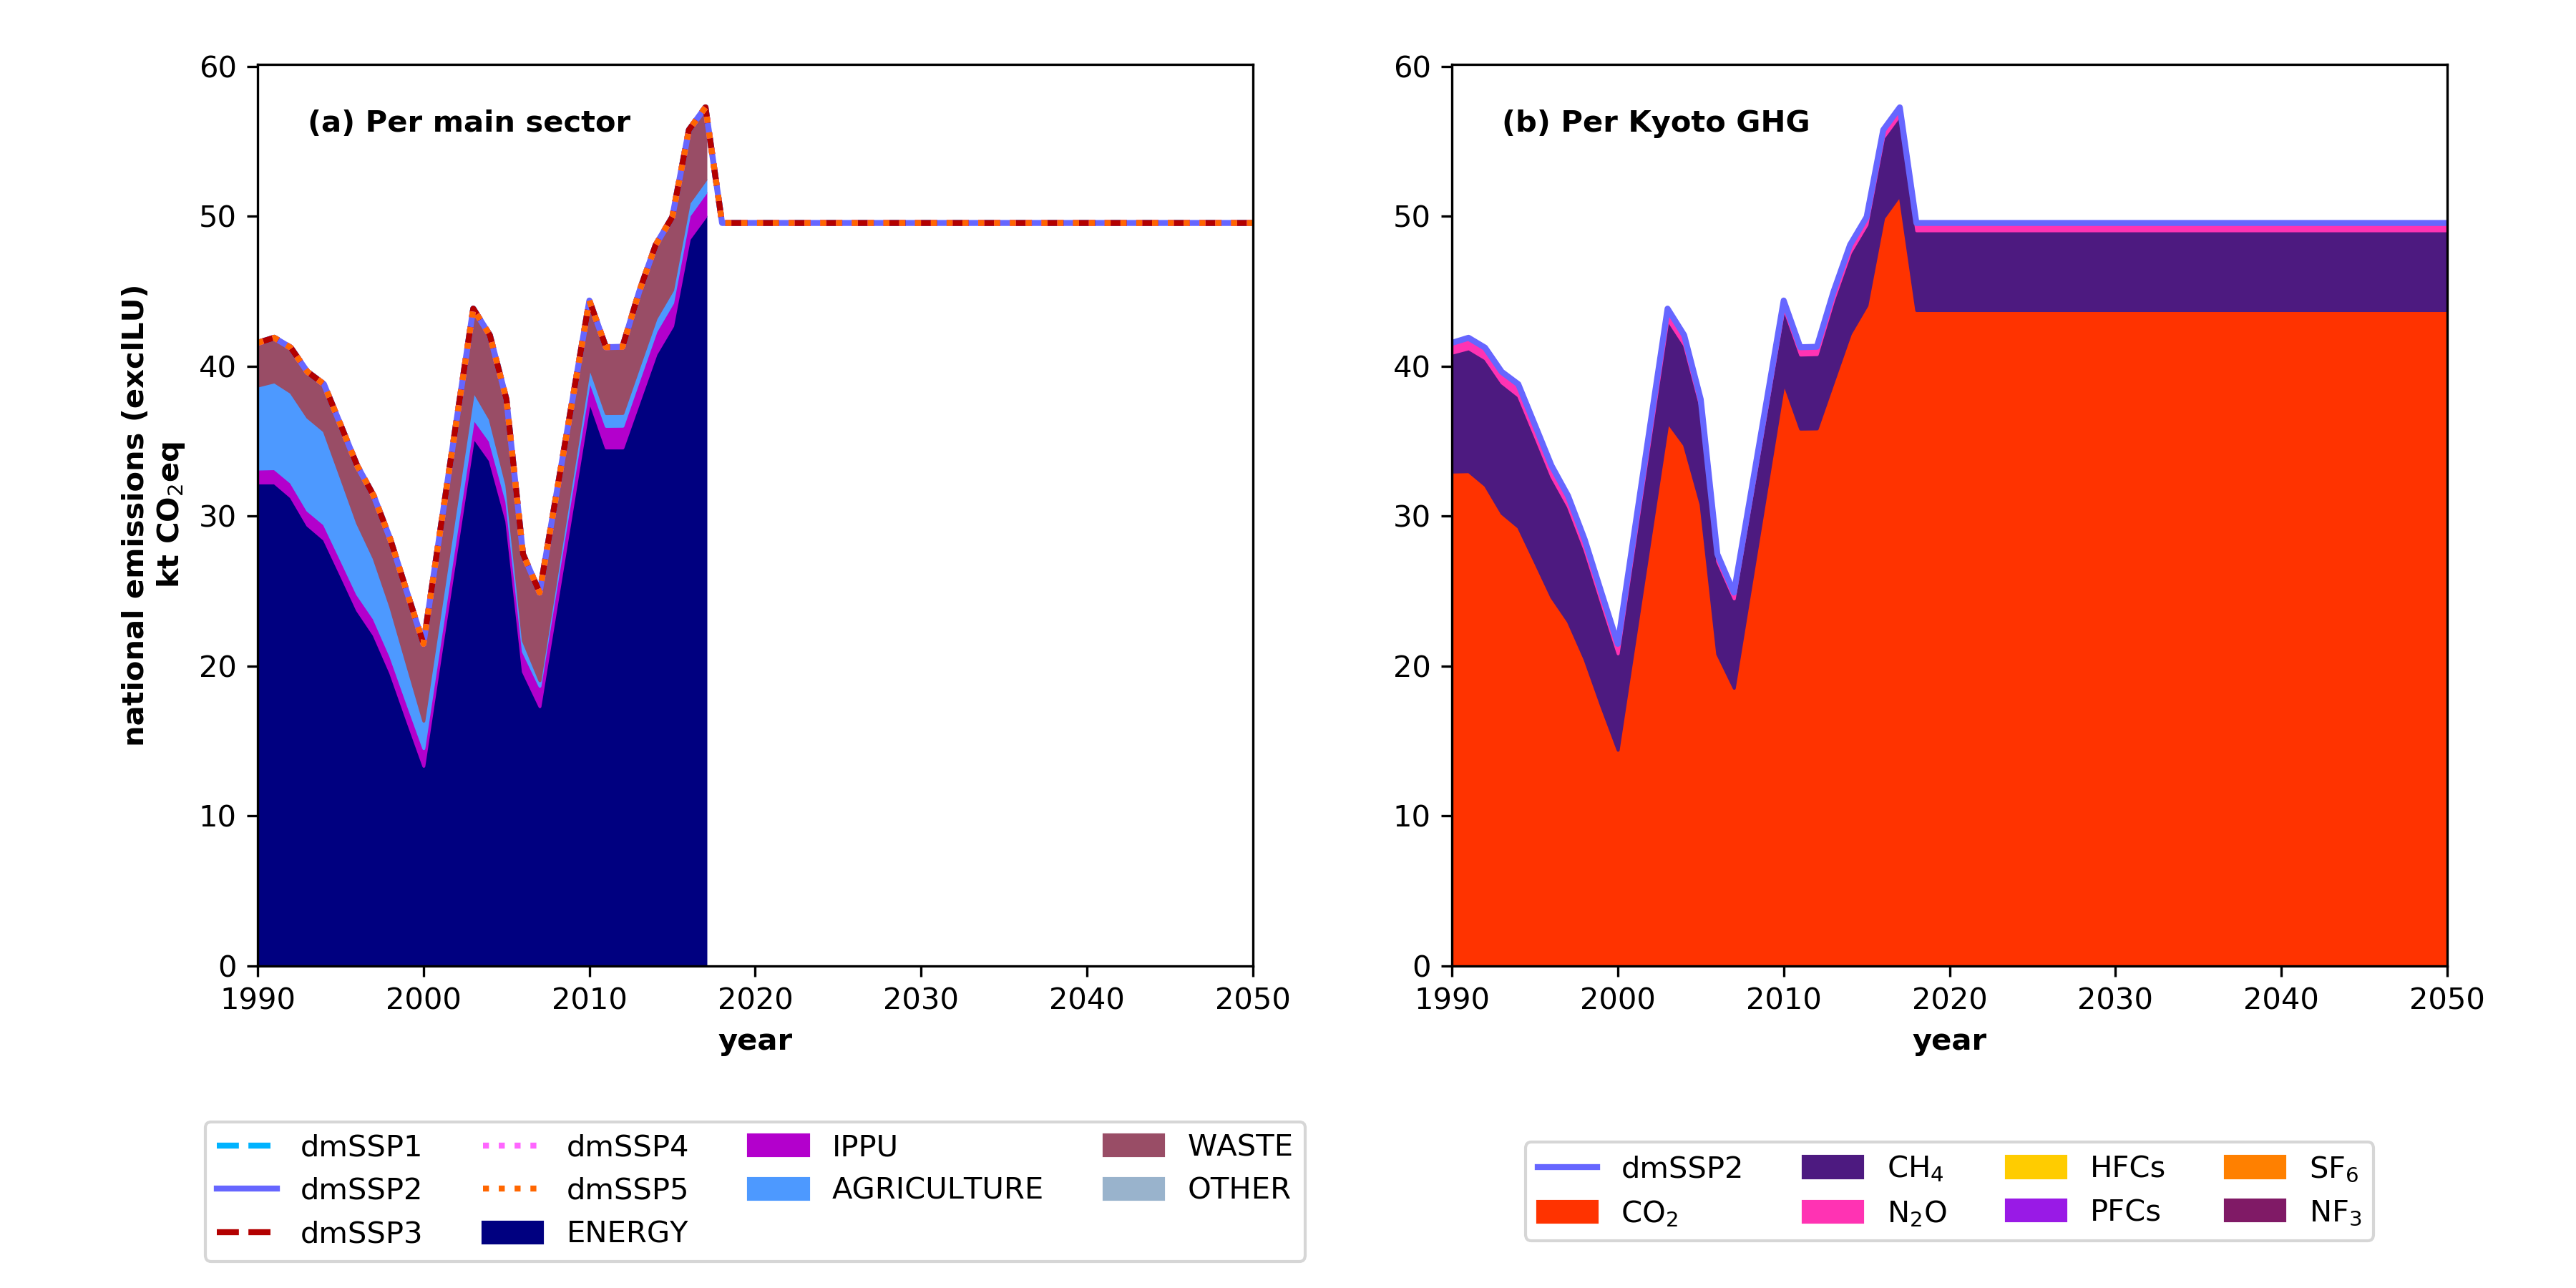 (a) Per main sector
national emissions (exclLU)
kt CO₂eq
60
50
40
30
20
10
0
1990 2000 2010 2020 2030 2040 2050
year
dmSSP1 dmSSP4 IPPU WASTE
dmSSP2 dmSSP5 AGRICULTURE OTHER
dmSSP3 ENERGY
(b) Per Kyoto GHG
60
50
40
30
20
10
0
1990 2000 2010 2020 2030 2040 2050
year
dmSSP2 CH₄ HFCs SF₆
CO₂ N₂O PFCs NF₃